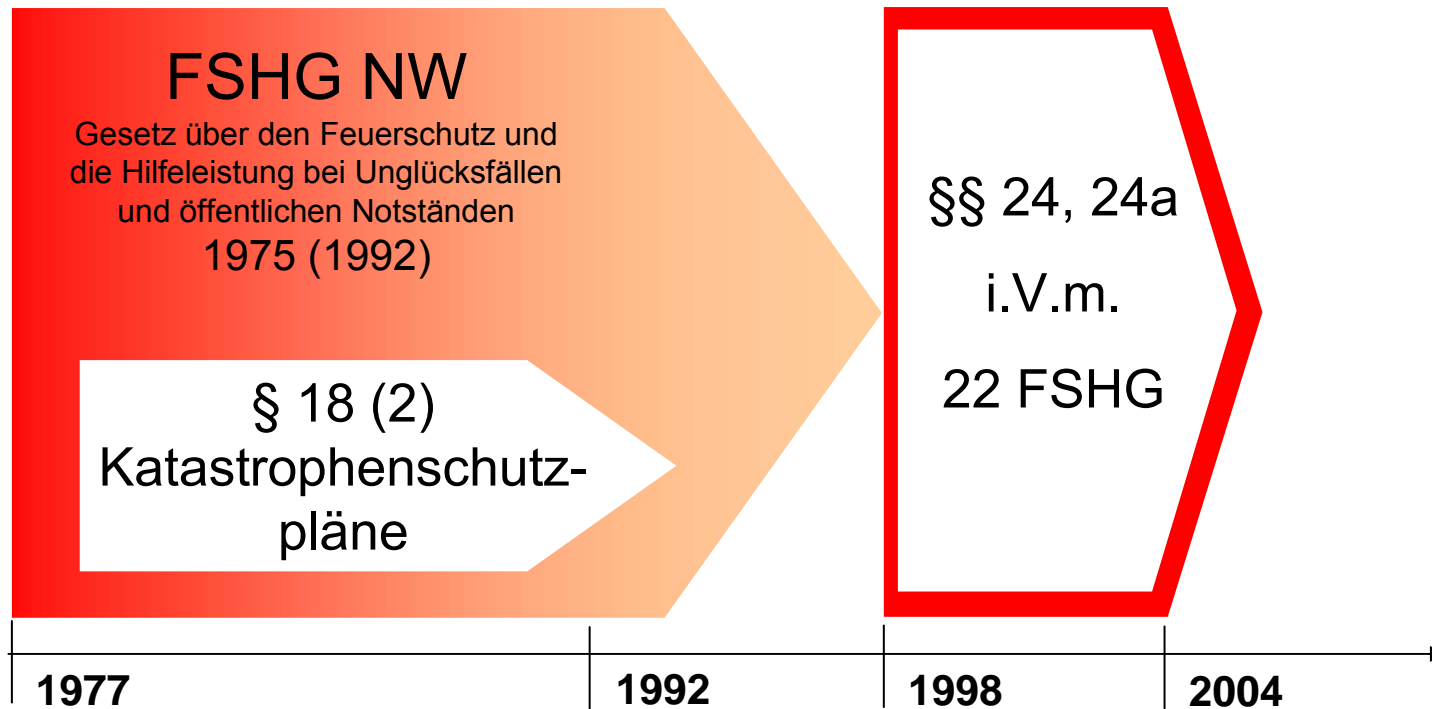 FSHG NW
Gesetz über den Feuerschutz und
die Hilfeleistung bei Unglücksfällen
und öffentlichen Notständen
1975 (1992)
§ 18 (2)
Katastrophenschutz-
pläne
§§ 24, 24a
i.V.m.
22 FSHG
1977
1992
1998
2004